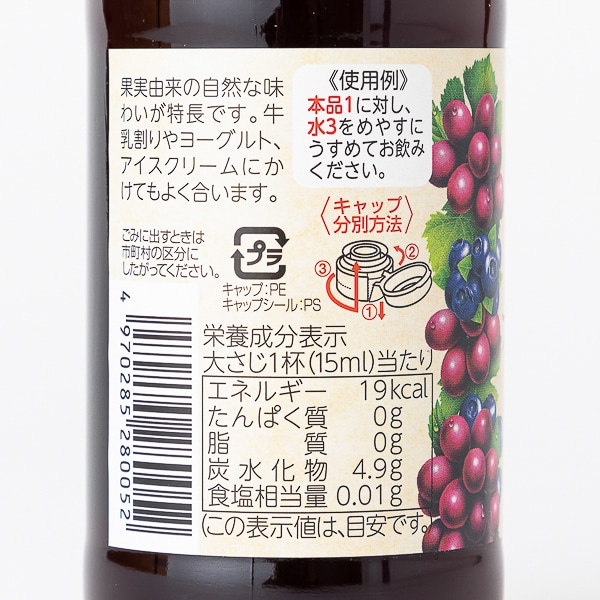 果実由来の自然な味
わいが特長です。牛
乳割りやヨーグルト、
アイスクリームにか
けてもよく合います。
《使用例》
本品1に対し、
水3をめやすに
うすめてお飲み
ください。
〈キャップ
分別方法〉
③
②
①
ごみに出すときは
市町村の区分に
したがってください。
プラ
キャップ:PE
キャップシール:PS
栄養成分表示
大さじ1杯(15ml)当たり
エネルギー 19kcal
たんぱく質 0g
脂質 0g
炭水化物 4.9g
食塩相当量 0.01g
(この表示値は、目安です。)
4 970285 280052